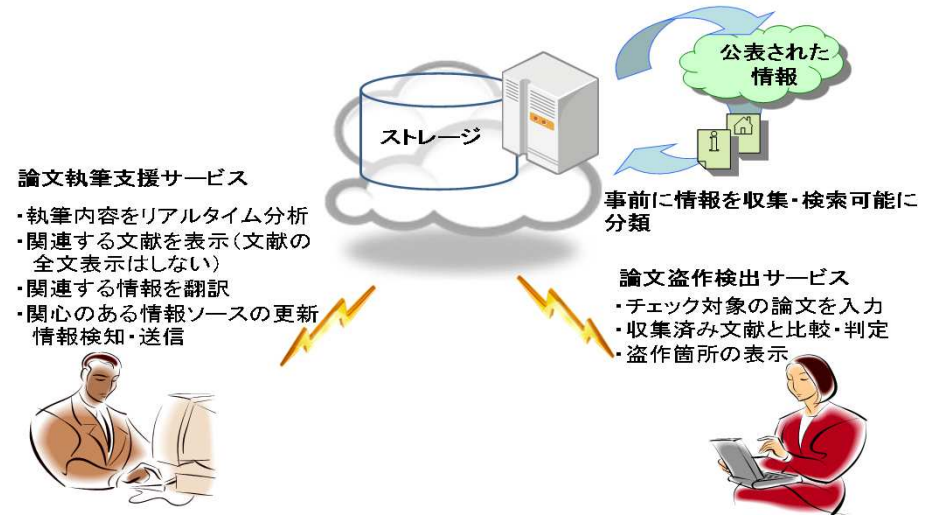 公表された
情報
ストレージ
i
事前に情報を収集・検索可能に
分類
論文執筆支援サービス
・執筆内容をリアルタイム分析
・関連する文献を表示(文献の
全文表示はしない)
・関連する情報を翻訳
・関心のある情報ソースの更新
情報検知・送信
論文盗作検出サービス
・チェック対象の論文を入力
・収集済み文献と比較・判定
・盗作箇所の表示